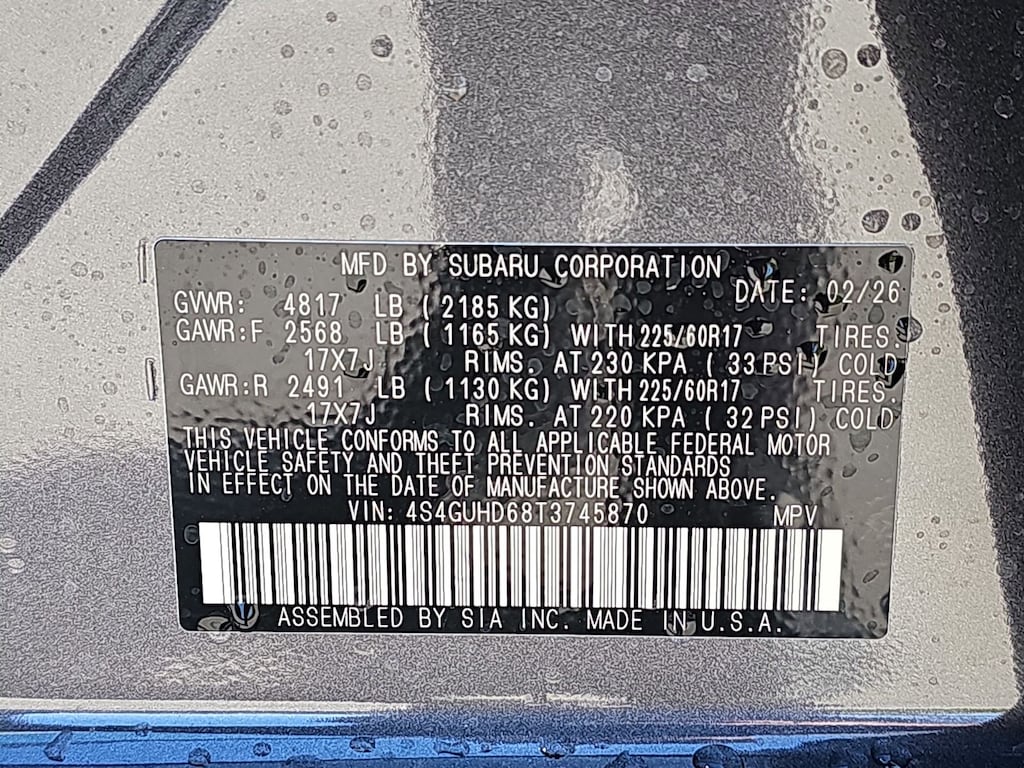 MFD BY SUBARU CORPORATION
DATE: 02/26
GVWR: 4817 LB ( 2185 KG)
GAWR:F 2568 LB ( 1165 KG) WITH 225/60R17 TIRES.
17X7J RIMS. AT 230 KPA ( 33 PSI) COLD
GAWR:R 2491 LB ( 1130 KG) WITH 225/60R17 TIRES.
17X7J RIMS. AT 220 KPA ( 32 PSI) COLD
THIS VEHICLE CONFORMS TO ALL APPLICABLE FEDERAL MOTOR
VEHICLE SAFETY AND THEFT PREVENTION STANDARDS
IN EFFECT ON THE DATE OF MANUFACTURE SHOWN ABOVE.
VIN: 4S4GUHD68T3745870 MPV
ASSEMBLED BY SIA INC. MADE IN U.S.A.